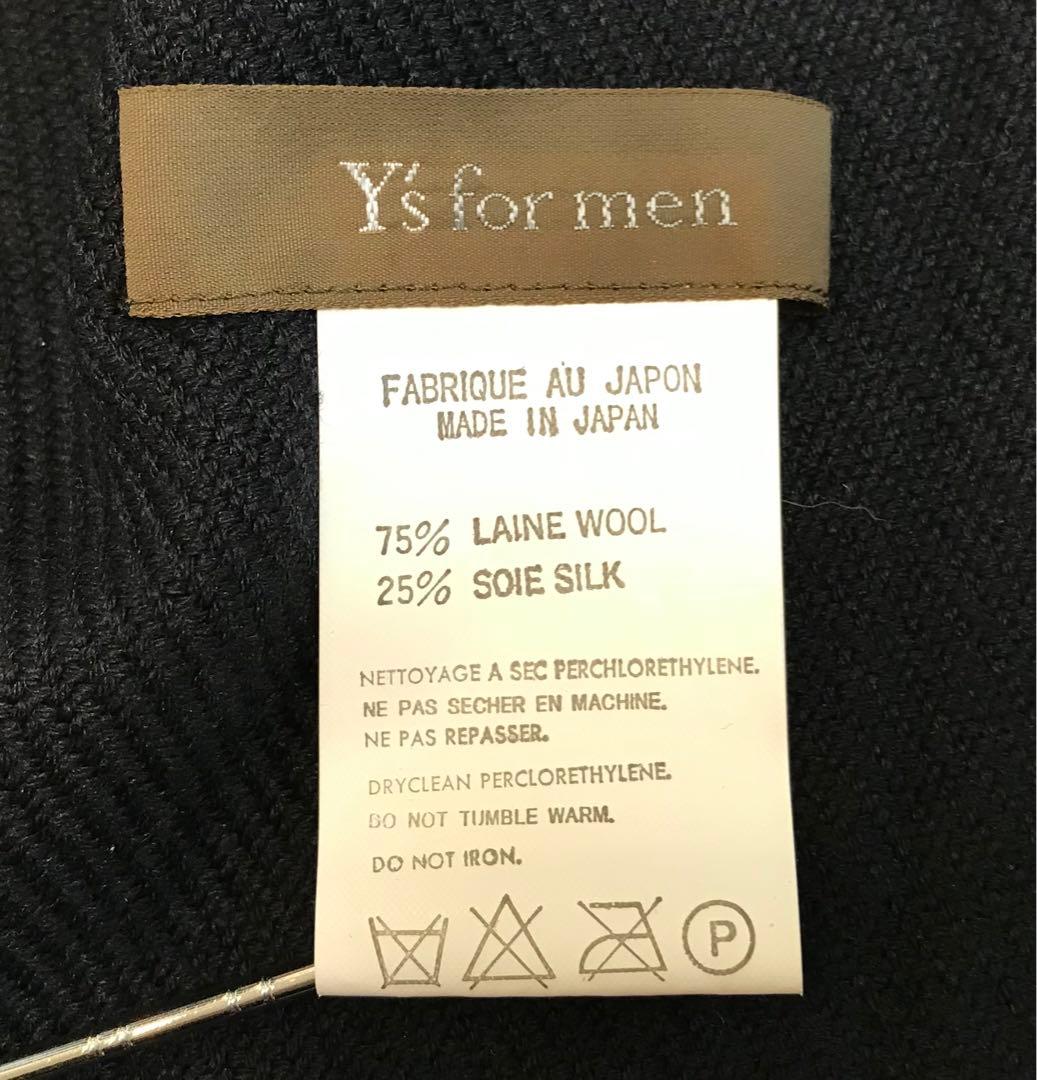 Y's for men
FABRIQUE AU JAPON
MADE IN JAPAN
75% LAINE WOOL
25% SOIE SILK
NETTOYAGE A SEC PERCHLORETHYLENE.
NE PAS SECHER EN MACHINE.
NE PAS REPASSER.
DRYCLEAN PERCLORETHYLENE.
DO NOT TUMBLE WARM.
DO NOT IRON.
P